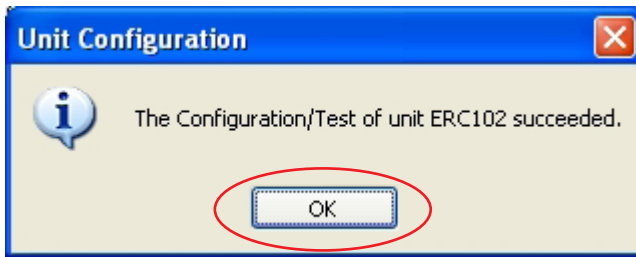 Unit Configuration
The Configuration/Test of unit ERC102 succeeded.
OK